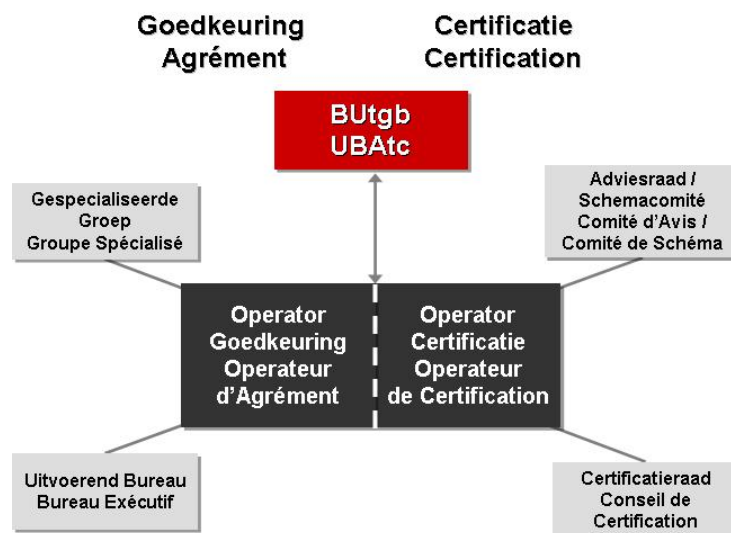 Goedkeuring
Agrément
Certificatie
Certification
BUtgb
UBAtc
Gespecialiseerde
Groep
Groupe Spécialisé
Adviesraad /
Schemacomité
Comité d'Avis /
Comité de Schéma
Operator
Goedkeuring
Operateur
d'Agrément
Operator
Certificatie
Operateur
de Certification
Uitvoerend Bureau
Bureau Exécutif
Certificatieraad
Conseil de
Certification